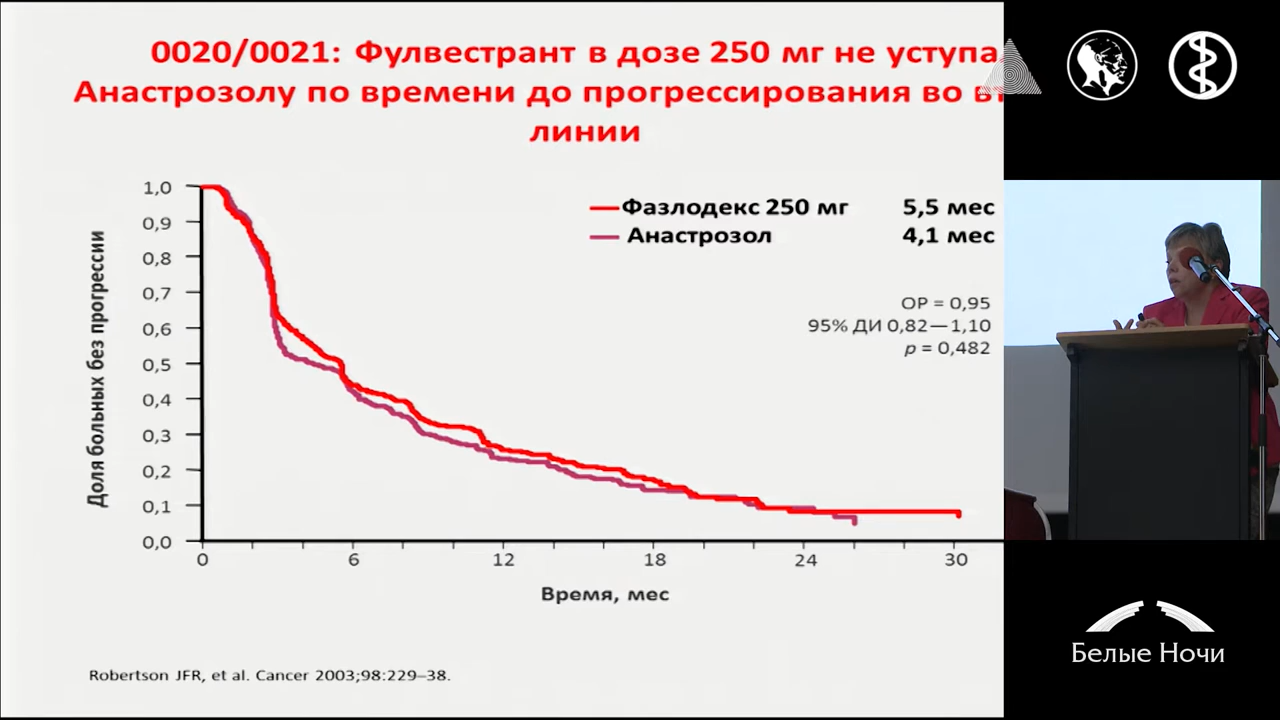 0020/0021: Фулвестрант в дозе 250 мг не уступа
Анастрозолу по времени до прогрессирования во вт
линии
Фазлодекс 250 мг 5,5 мес
Анастрозол 4,1 мес
ОР = 0,95
95% ДИ 0,82—1,10
p = 0,482
Доля больных без прогрессии
1,0
0,9
0,8
0,7
0,6
0,5
0,4
0,3
0,2
0,1
0,0
0 6 12 18 24 30
Время, мес
Robertson JFR, et al. Cancer 2003;98:229–38.
Белые Ночи